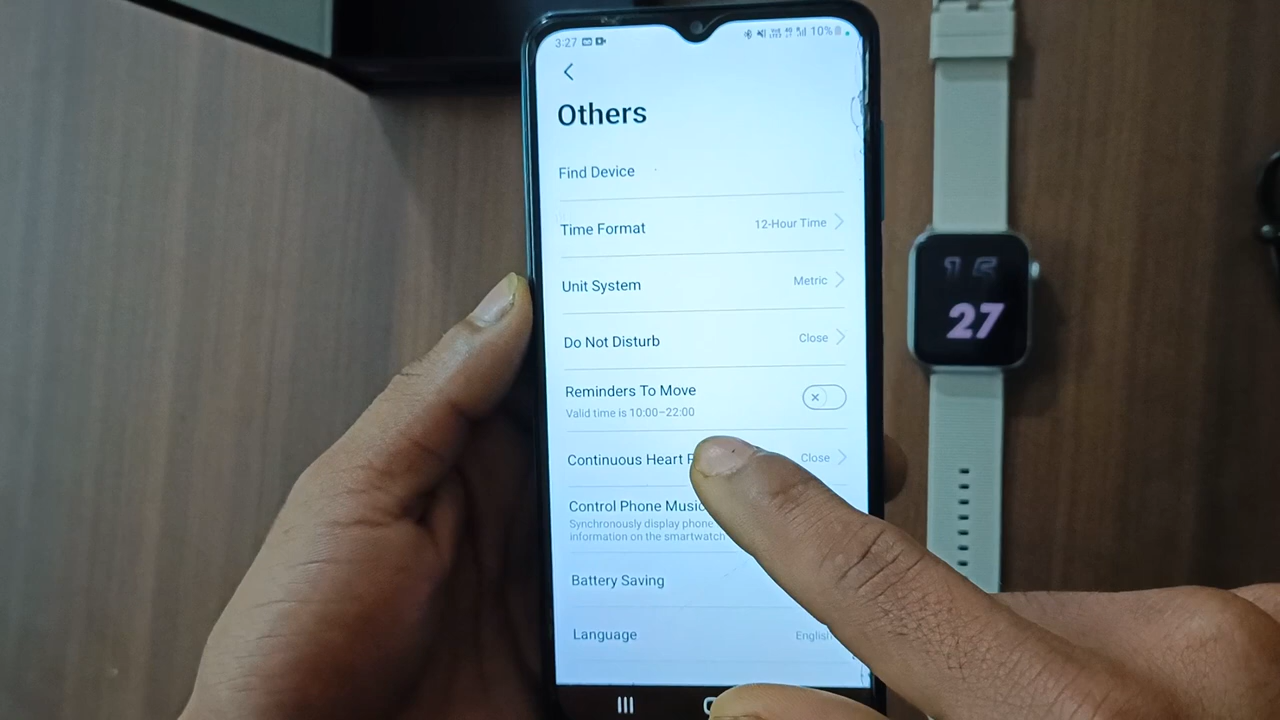 3:27
10%
Others
Find Device
Time Format
12-Hour Time
Unit System
Metric
Do Not Disturb
Close
Reminders To Move
Valid time is 10:00–22:00
Continuous Heart
Close
Control Phone Music
Synchronously display phone
information on the smartwatch
Battery Saving
Language
English
15
27